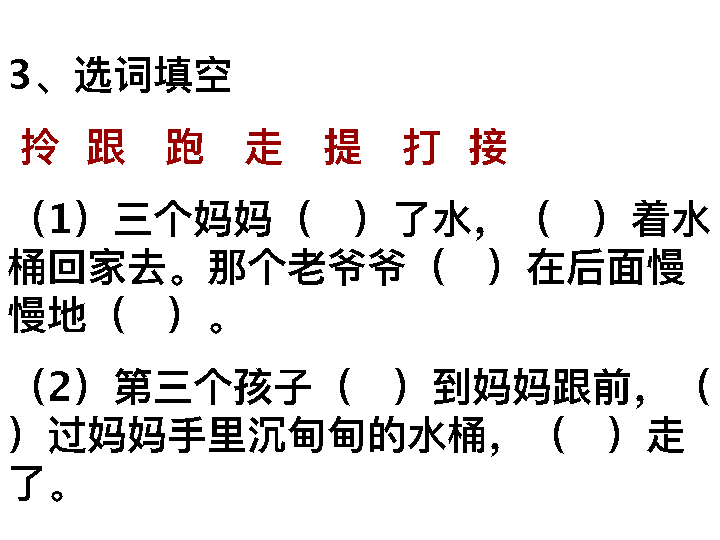 3、选词填空
拎 跟 跑 走 提 打 接
（1）三个妈妈（ ）了水，（ ）着水
桶回家去。那个老爷爷（ ）在后面慢
慢地（ ）。
（2）第三个孩子（ ）到妈妈跟前，（
）过妈妈手里沉甸甸的水桶，（ ）走
了。